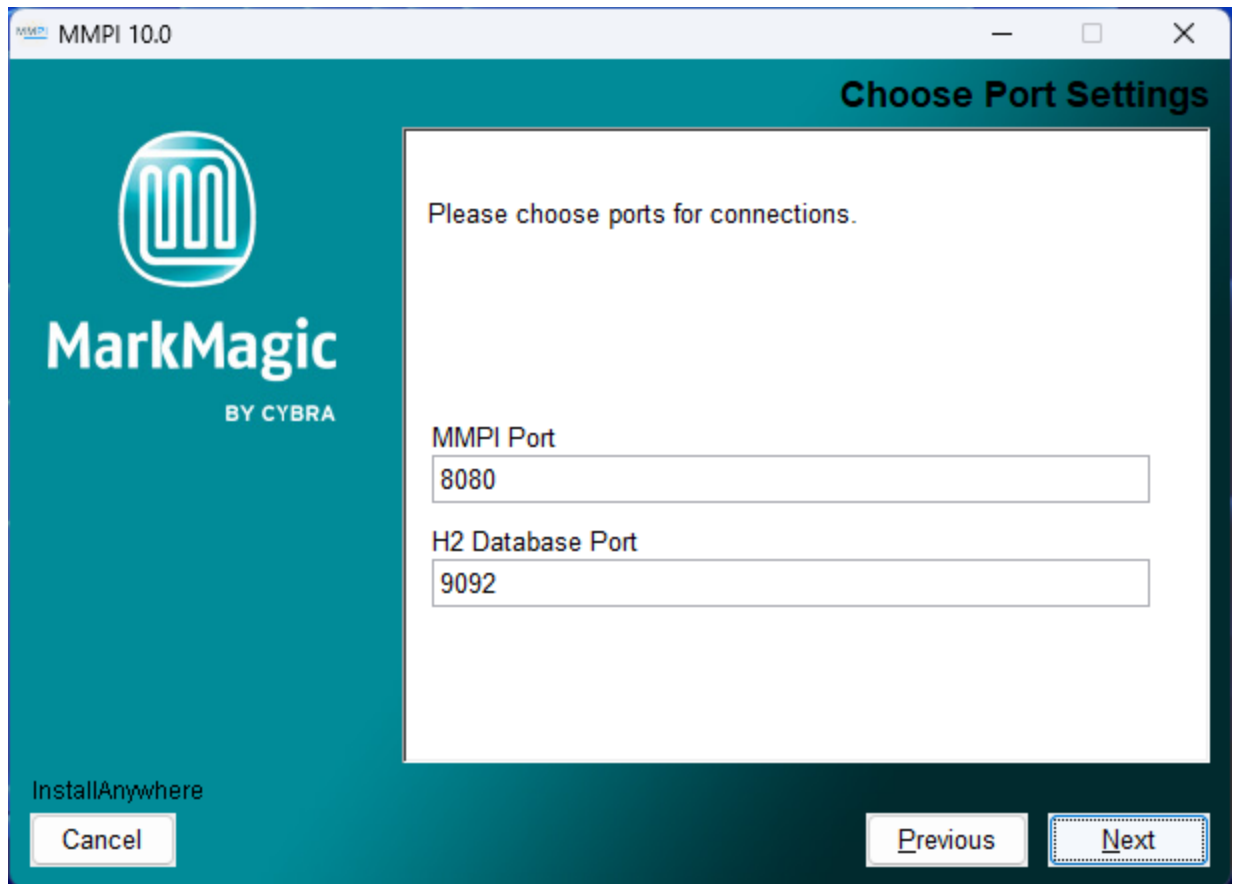 MMPI MMPI 10.0
Choose Port Settings
MarkMagic
BY CYBRA
Please choose ports for connections.
MMPI Port
8080
H2 Database Port
9092
InstallAnywhere
Cancel
Previous
Next